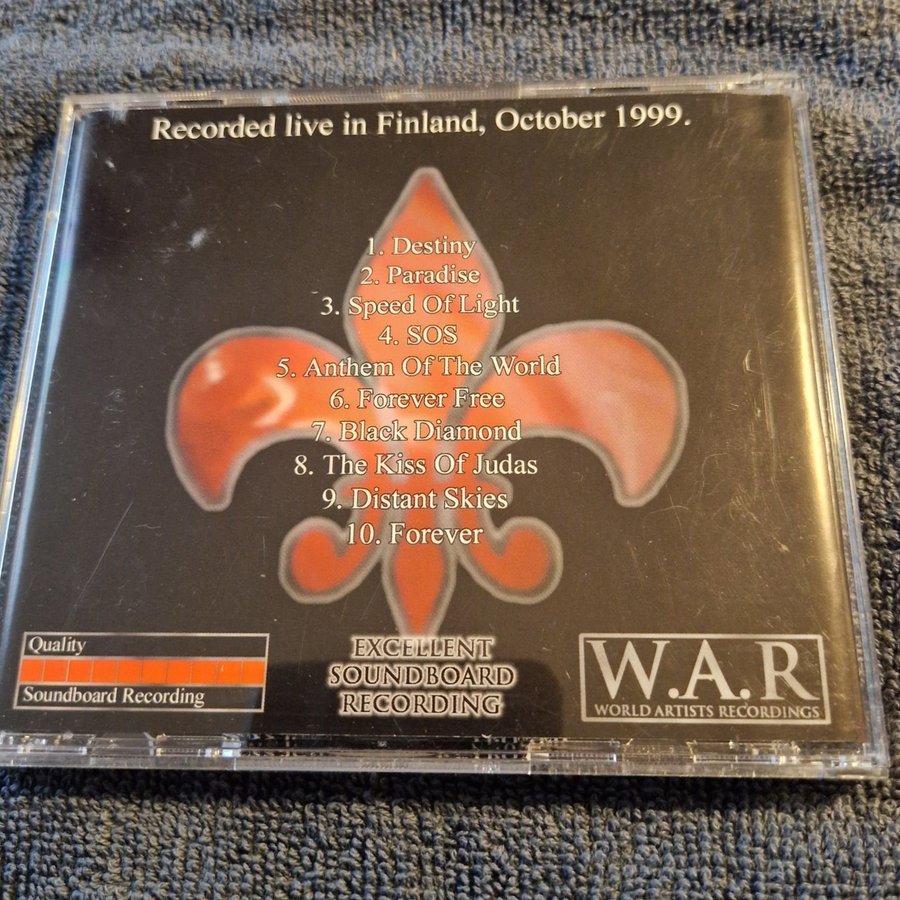 Recorded live in Finland, October 1999.
1. Destiny
2. Paradise
3. Speed Of Light
4. SOS
5. Anthem Of The World
6. Forever Free
7. Black Diamond
8. The Kiss Of Judas
9. Distant Skies
10. Forever
Quality
Soundboard Recording
EXCELLENT
SOUNDBOARD
RECORDING
W.A.R
WORLD ARTISTS RECORDINGS